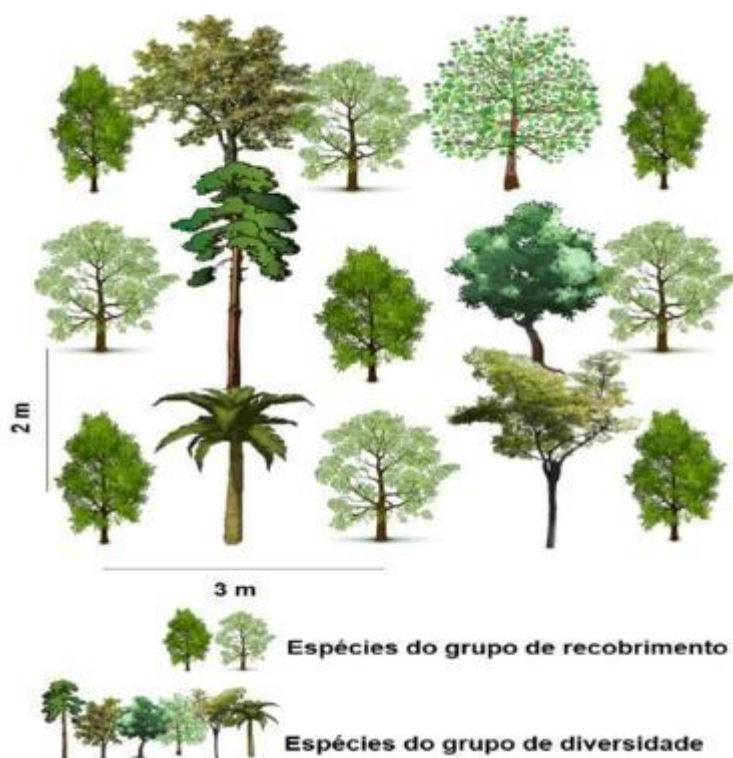 2 m
3 m
Espécies do grupo de recobrimento
Espécies do grupo de diversidade